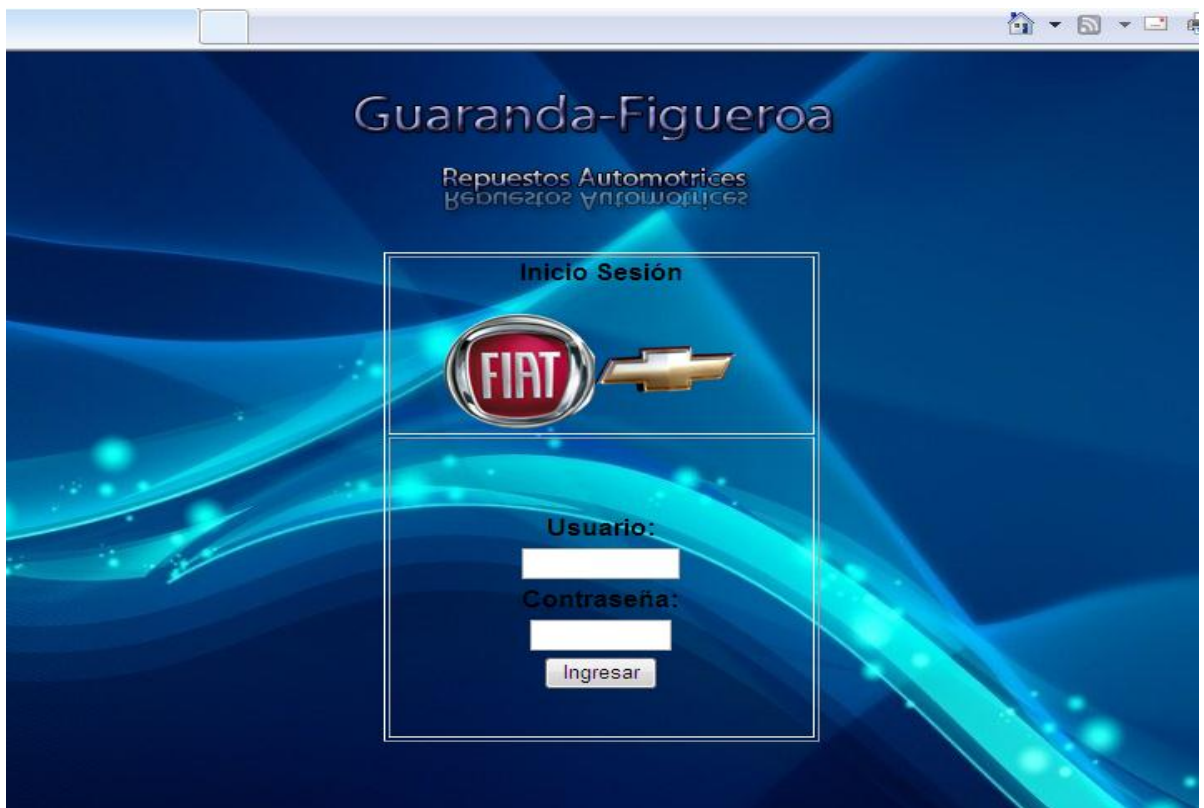 Guaranda-Figueroa
Repuestos Automotrices
Inicio Sesión
FIAT
Usuario:
Contraseña:
Ingresar